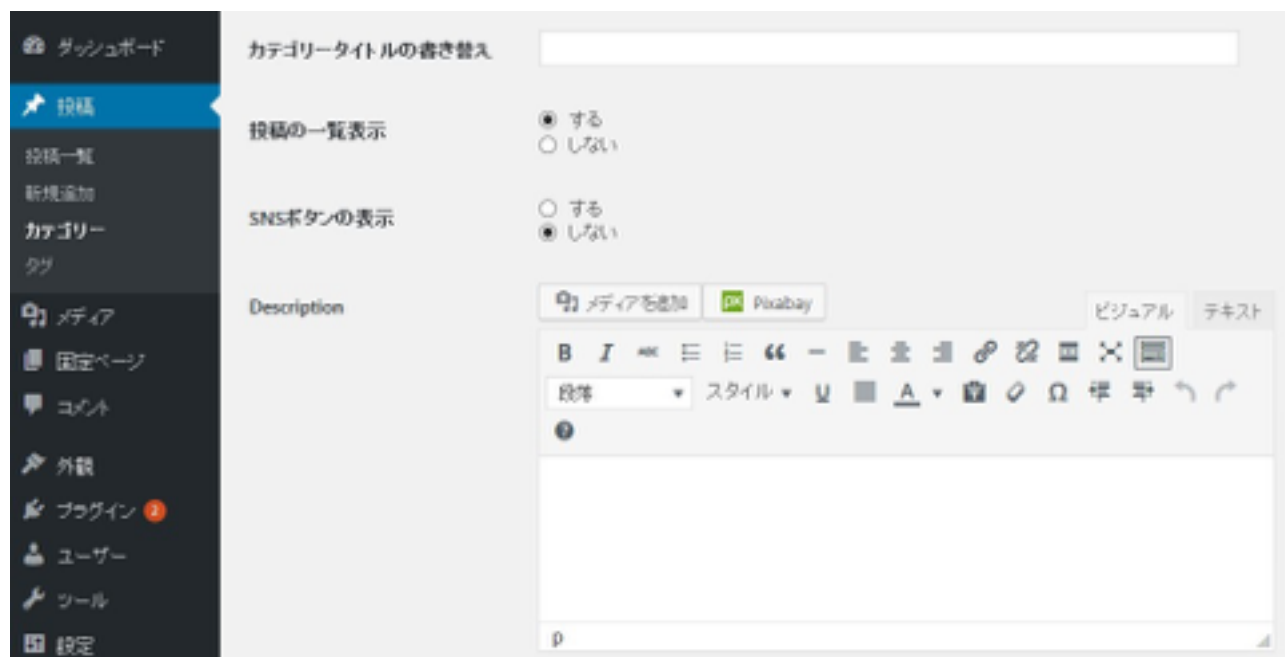 ダッシュボード
投稿
投稿一覧
新規追加
カテゴリー
タグ
メディア
固定ページ
コメント
外観
プラグイン 2
ユーザー
ツール
設定
カテゴリータイトルの書き替え
投稿の一覧表示
する
しない
SNSボタンの表示
する
しない
Description
メディアを追加
px Pixabay
ビジュアル テキスト
B I ABC
段落 スタイル U A Ω
p